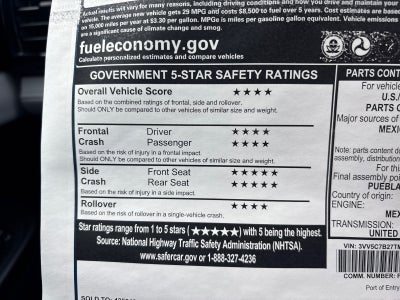 Actual results will vary for many reasons, including driving conditions and how you drive and maintain your
vehicle. The average new vehicle gets 29 MPG and costs $8,500 to fuel over 5 years. Cost estimates are based
on 15,000 miles per year at $3.30 per gallon. MPGe is miles per gasoline gallon equivalent. Vehicle emissions
are a significant cause of climate change and smog.
fueleconomy.gov
Calculate personalized estimates and compare vehicles
GOVERNMENT 5-STAR SAFETY RATINGS
Overall Vehicle Score ★★★★
Based on the combined ratings of frontal, side and rollover.
Should ONLY be compared to other vehicles of similar size and weight.
Frontal Driver ★★★★
Crash Passenger ★★★★
Based on the risk of injury in a frontal impact.
Should ONLY be compared to other vehicles of similar size and weight.
Side Front Seat ★★★★★
Crash Rear Seat ★★★★★
Based on the risk of injury in a side impact.
Rollover ★★★★
Based on the risk of rollover in a single-vehicle crash.
Star ratings range from 1 to 5 stars (★★★★★) with 5 being the highest.
Source: National Highway Traffic Safety Administration (NHTSA).
www.safercar.gov or 1-888-327-4236
PARTS CONT
For vehicle
U.S./
PARTS C
Major sources of
MEXI
Note: parts content d
assembly, distribution
For this
Final assembly poi
PUEBLA
Country of origin:
ENGINE:
MEX
TRANSMISSION:
UNITED
VIN: 3VV5C7B27TM
COMM. NUMBER:
Port of Entry
SOLD TO: